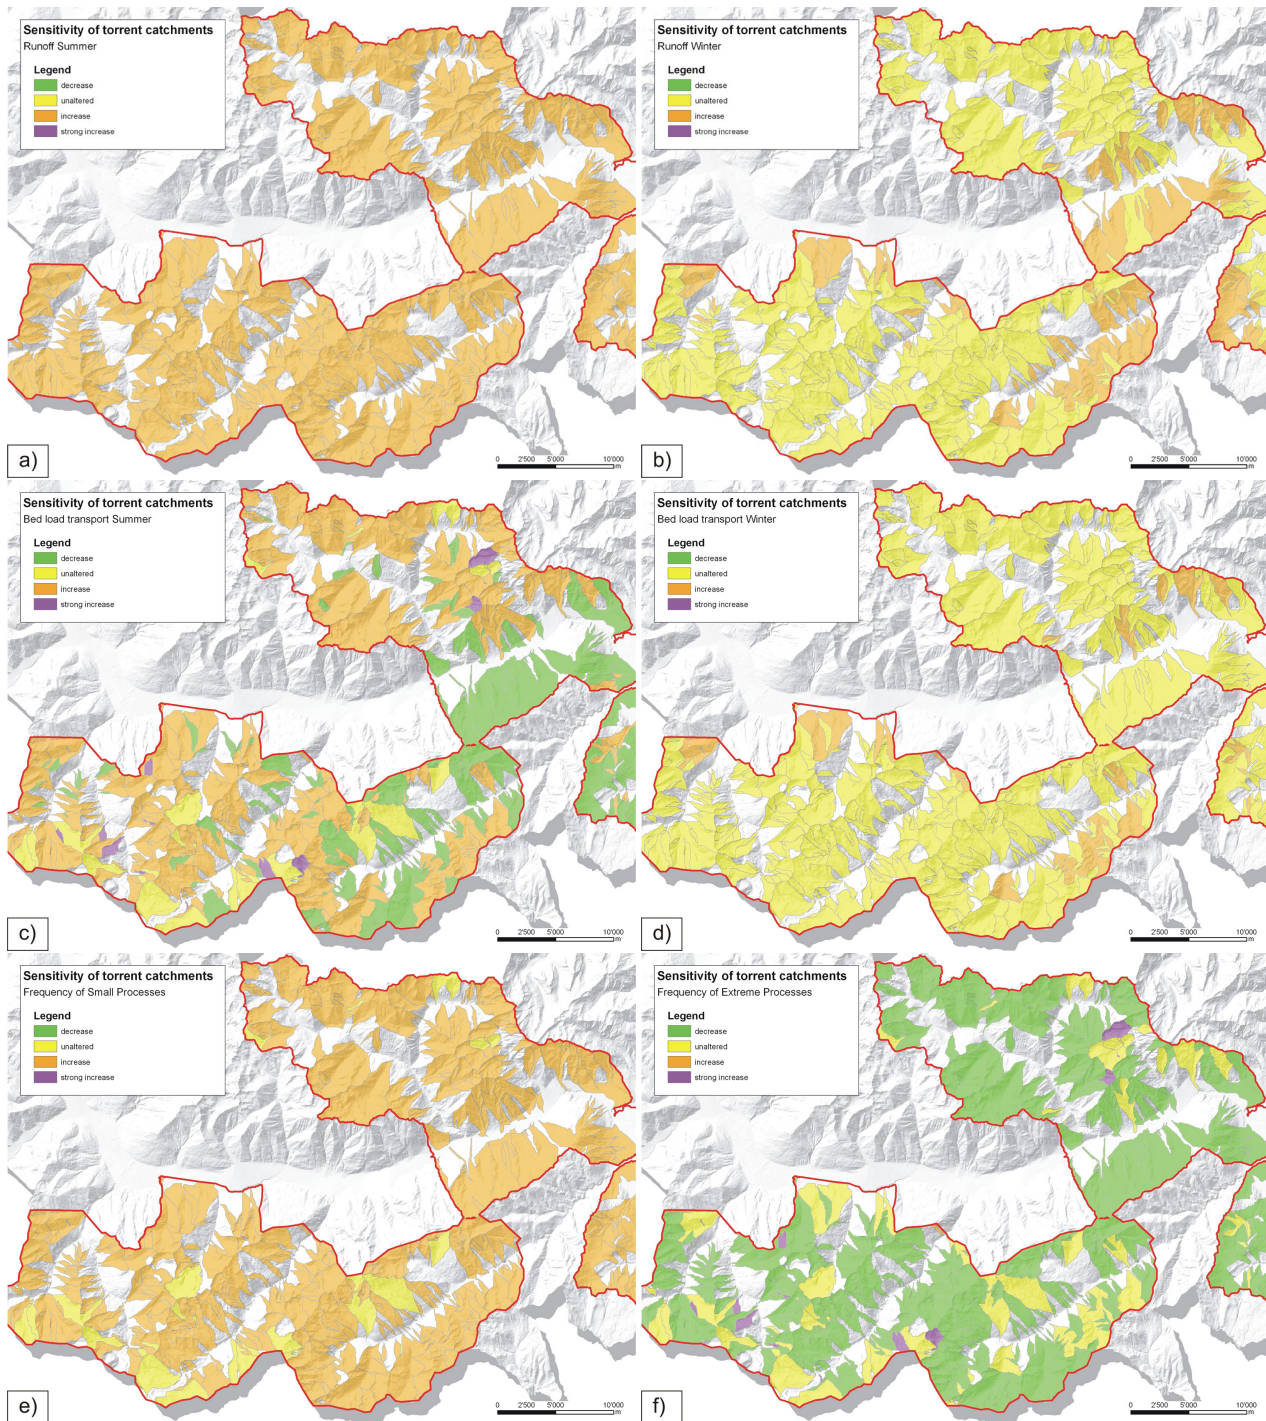 Sensitivity of torrent catchments
Runoff Summer
Legend
decrease
unaltered
increase
strong increase
0 2'500 5'000 10'000
m
a)
Sensitivity of torrent catchments
Runoff Winter
Legend
decrease
unaltered
increase
strong increase
0 2'500 5'000 10'000
m
b)
Sensitivity of torrent catchments
Bed load transport Summer
Legend
decrease
unaltered
increase
strong increase
0 2'500 5'000 10'000
m
c)
Sensitivity of torrent catchments
Bed load transport Winter
Legend
decrease
unaltered
increase
strong increase
0 2'500 5'000 10'000
m
d)
Sensitivity of torrent catchments
Frequency of Small Processes
Legend
decrease
unaltered
increase
strong increase
0 2'500 5'000 10'000
m
e)
Sensitivity of torrent catchments
Frequency of Extreme Processes
Legend
decrease
unaltered
increase
strong increase
0 2'500 5'000 10'000
m
f)